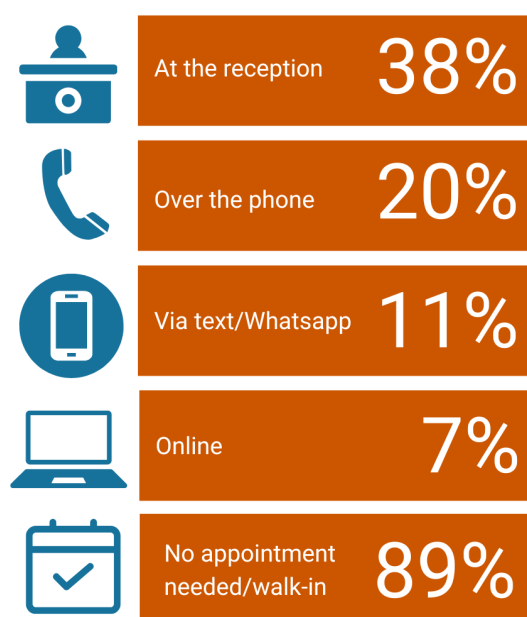 At the reception 38%
Over the phone 20%
Via text/Whatsapp 11%
Online 7%
No appointment
needed/walk-in 89%